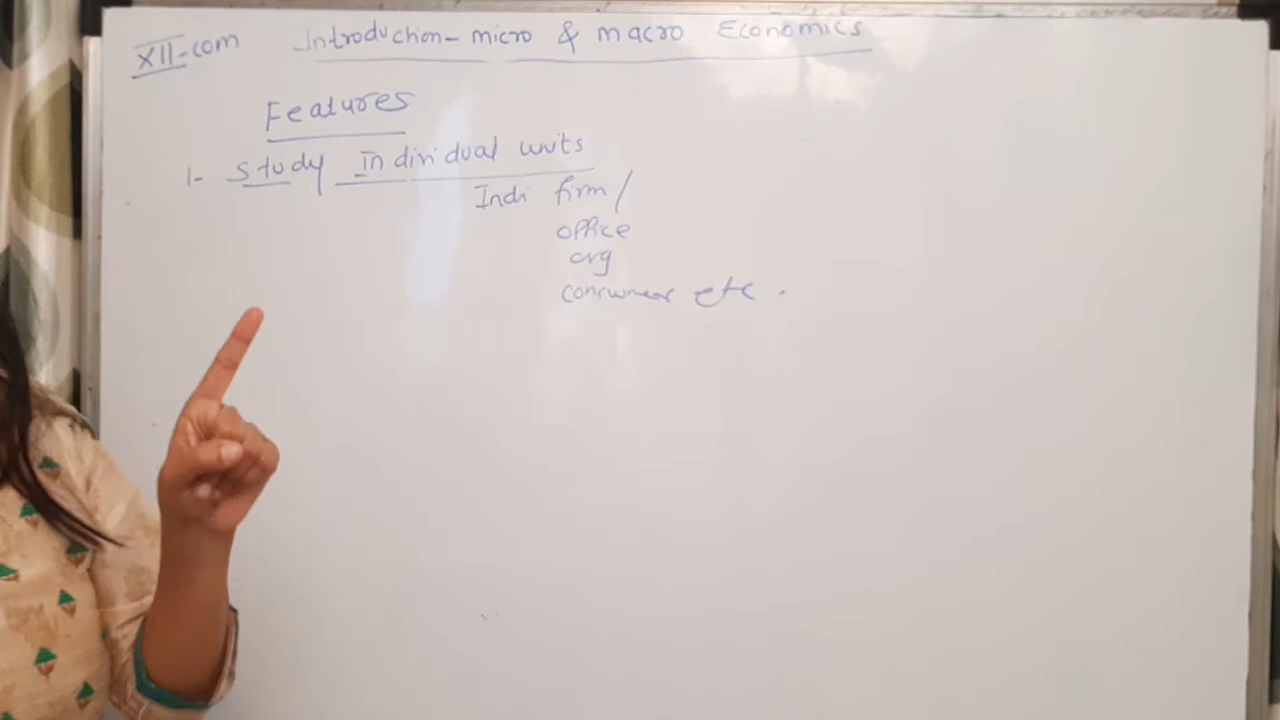 XII-com Introduction- micro & macro Economics
Features
1- study individual units
Indi firm /
office
org
consumer etc.